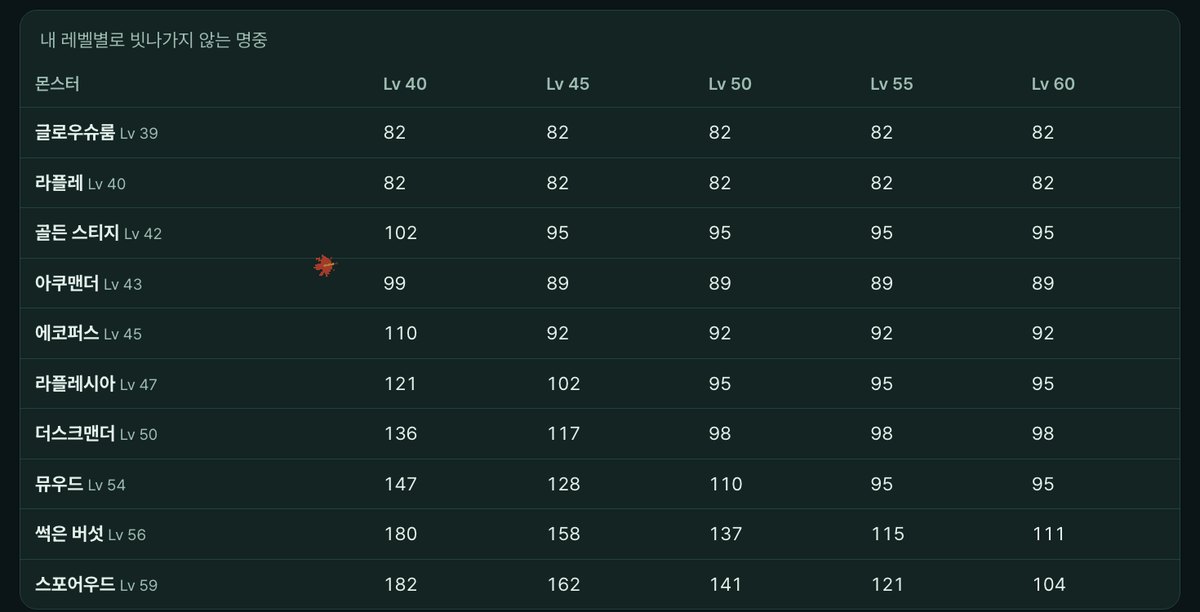 내 레벨별로 빗나가지 않는 명중
몬스터 Lv 40 Lv 45 Lv 50 Lv 55 Lv 60
글로우슈룸 Lv 39 82 82 82 82 82
라플레 Lv 40 82 82 82 82 82
골든 스티지 Lv 42 102 95 95 95 95
아쿠맨더 Lv 43 99 89 89 89 89
에코퍼스 Lv 45 110 92 92 92 92
라플레시아 Lv 47 121 102 95 95 95
더스크맨더 Lv 50 136 117 98 98 98
뮤우드 Lv 54 147 128 110 95 95
썩은 버섯 Lv 56 180 158 137 115 111
스포어우드 Lv 59 182 162 141 121 104